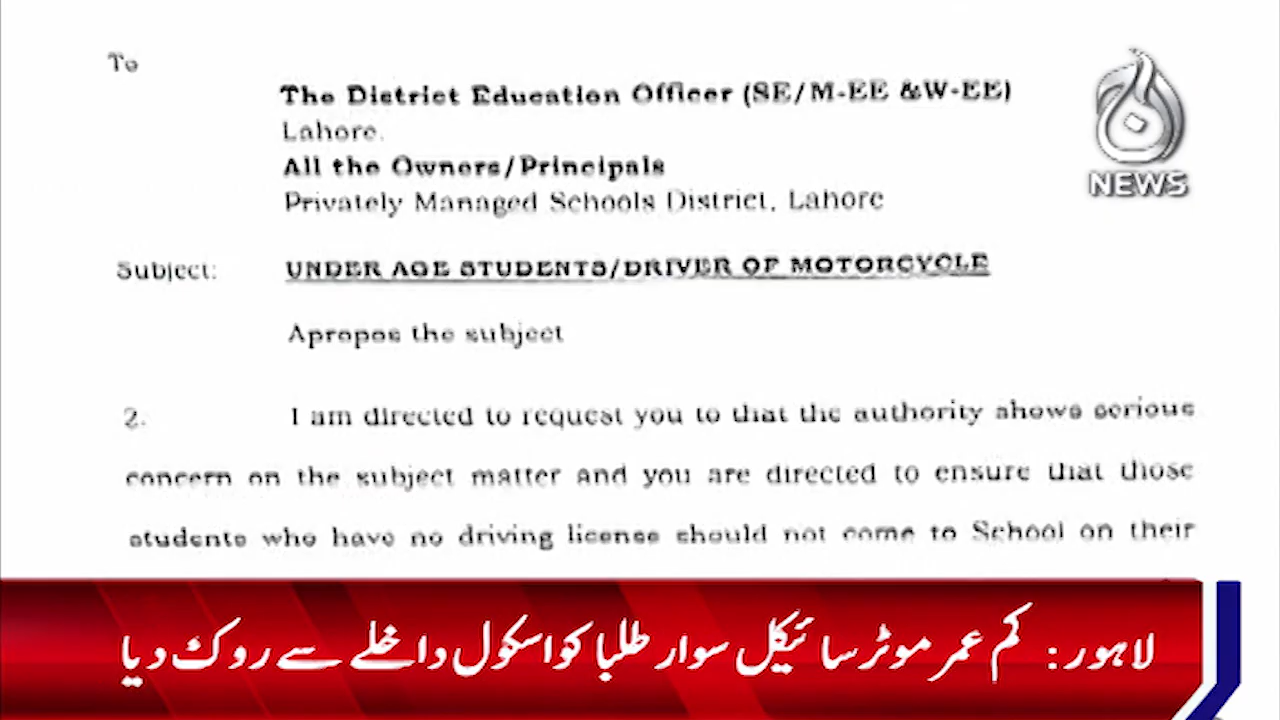 To
The District Education Officer (SE/M-EE &W-EE)
Lahore.
All the Owners/Principals
Privately Managed Schools District, Lahore
Subject: UNDER AGE STUDENTS/DRIVER OF MOTORCYCLE
Apropos the subject
2. I am directed to request you to that the authority shows serious
concern on the subject matter and you are directed to ensure that those
students who have no driving license should not come to School on their
NEWS
لاہور: کم عمر موٹر سائیکل سوار طلبا کو اسکول داخلے سے روک دیا